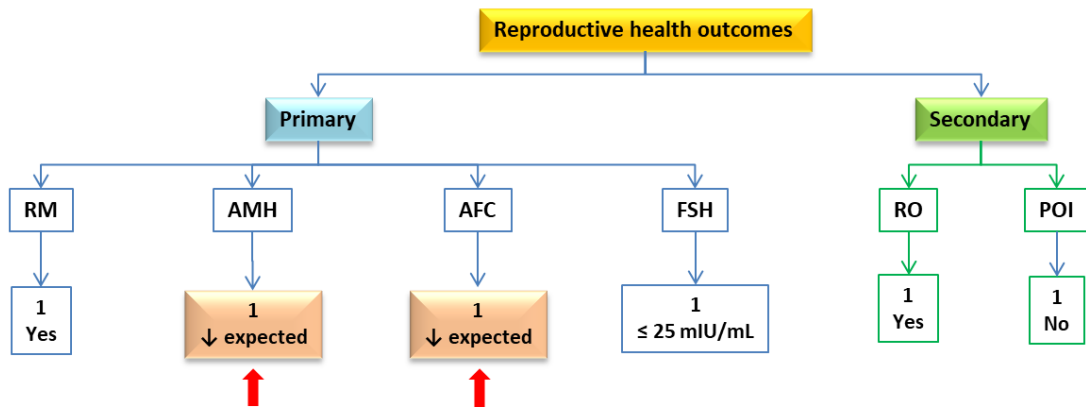 Reproductive health outcomes
Primary
Secondary
RM
AMH
AFC
FSH
RO
POI
1
Yes
1
↓ expected
1
↓ expected
1
≤ 25 mIU/mL
1
Yes
1
No